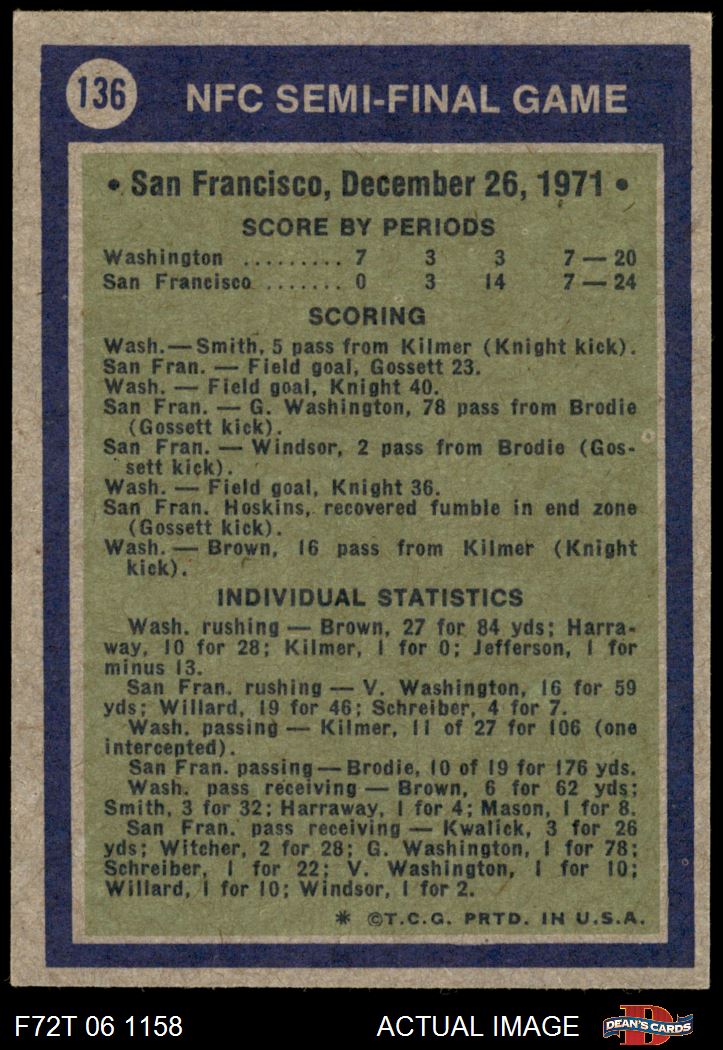 136
NFC SEMI-FINAL GAME
• San Francisco, December 26, 1971 •
SCORE BY PERIODS
Washington ......... 7 3 3 7 — 20
San Francisco ....... 0 3 14 7 — 24
SCORING
Wash. — Smith, 5 pass from Kilmer (Knight kick).
San Fran. — Field goal, Gossett 23.
Wash. — Field goal, Knight 40.
San Fran. — G. Washington, 78 pass from Brodie
(Gossett kick).
San Fran. — Windsor, 2 pass from Brodie (Gos-
sett kick).
Wash. — Field goal, Knight 36.
San Fran. Hoskins, recovered fumble in end zone
(Gossett kick).
Wash. — Brown, 16 pass from Kilmer (Knight
kick).
INDIVIDUAL STATISTICS
Wash. rushing — Brown, 27 for 84 yds; Harra-
way, 10 for 28; Kilmer, 1 for 0; Jefferson, 1 for
minus 13.
San Fran. rushing — V. Washington, 16 for 59
yds; Willard, 19 for 46; Schreiber, 4 for 7.
Wash. passing — Kilmer, 11 of 27 for 106 (one
intercepted).
San Fran. passing — Brodie, 10 of 19 for 176 yds.
Wash. pass receiving — Brown, 6 for 62 yds;
Smith, 3 for 32; Harraway, 1 for 4; Mason, 1 for 8.
San Fran. pass receiving — Kwalick, 3 for 26
yds; Witcher, 2 for 28; G. Washington, 1 for 78;
Schreiber, 1 for 22; V. Washington, 1 for 10;
Willard, 1 for 10; Windsor, 1 for 2.
* ©T.C.G. PRTD. IN U.S.A.
F72T 06 1158 ACTUAL IMAGE DEAN'S CARDS